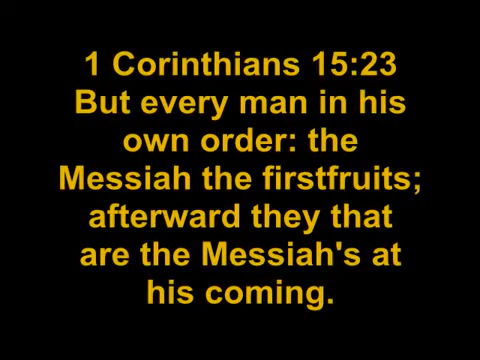 1 Corinthians 15:23
But every man in his
own order: the
Messiah the firstfruits;
afterward they that
are the Messiah's at
his coming.